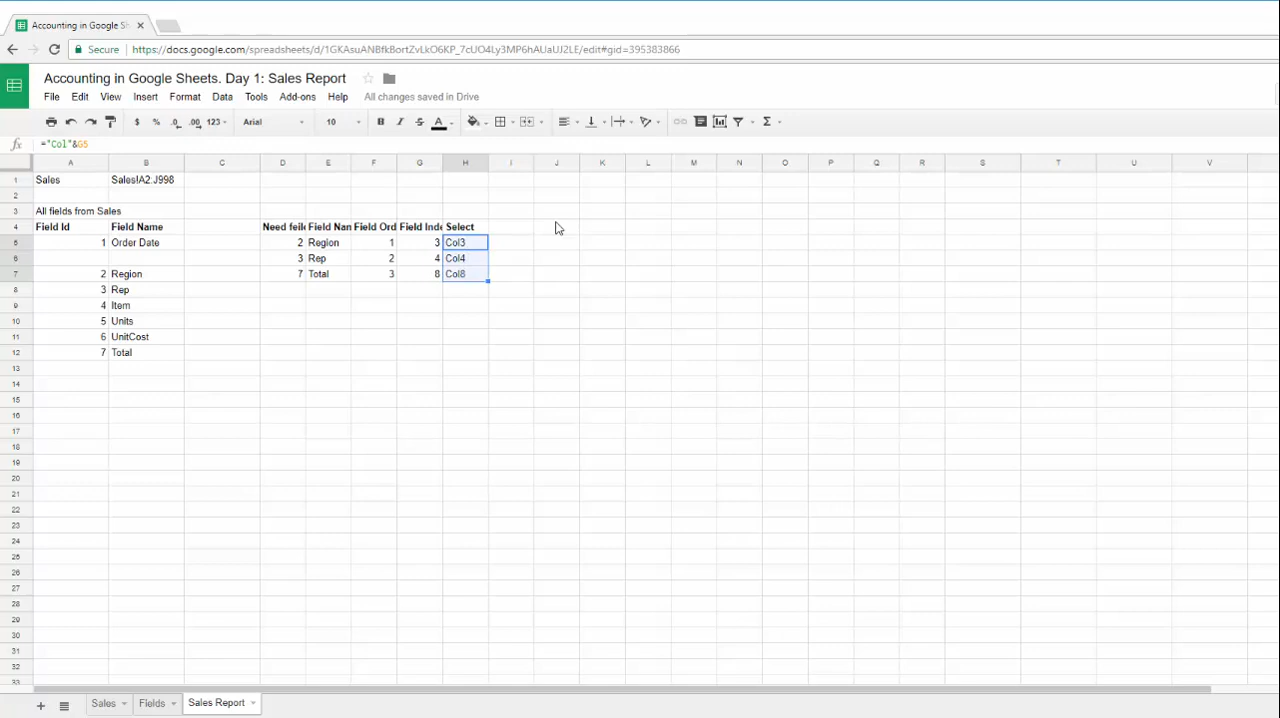 Accounting in Google Sh
Secure https://docs.google.com/spreadsheets/d/
Accounting in Google Sheets. Day 1: Sales Report
File Edit View Insert Format Data Tools Add-ons Help All changes saved in Drive
$ % .0 .00 123 Arial 10 B I S A Σ
fx ="Col"&G5
A B C D E F G H I J K L M N O P Q R S T U V
1 Sales Sales!A2:J998
2
3 All fields from Sales
4 Field Id Field Name Need feile Field Nan Field Ord Field Inde Select
5 1 Order Date 2 Region 1 3 Col3
6 3 Rep 2 4 Col4
7 2 Region 7 Total 3 8 Col8
8 3 Rep
9 4 Item
10 5 Units
11 6 UnitCost
12 7 Total
13
14
15
16
17
18
19
20
21
22
23
24
25
26
27
28
29
30
31
32
33
+ Sales Fields Sales Report